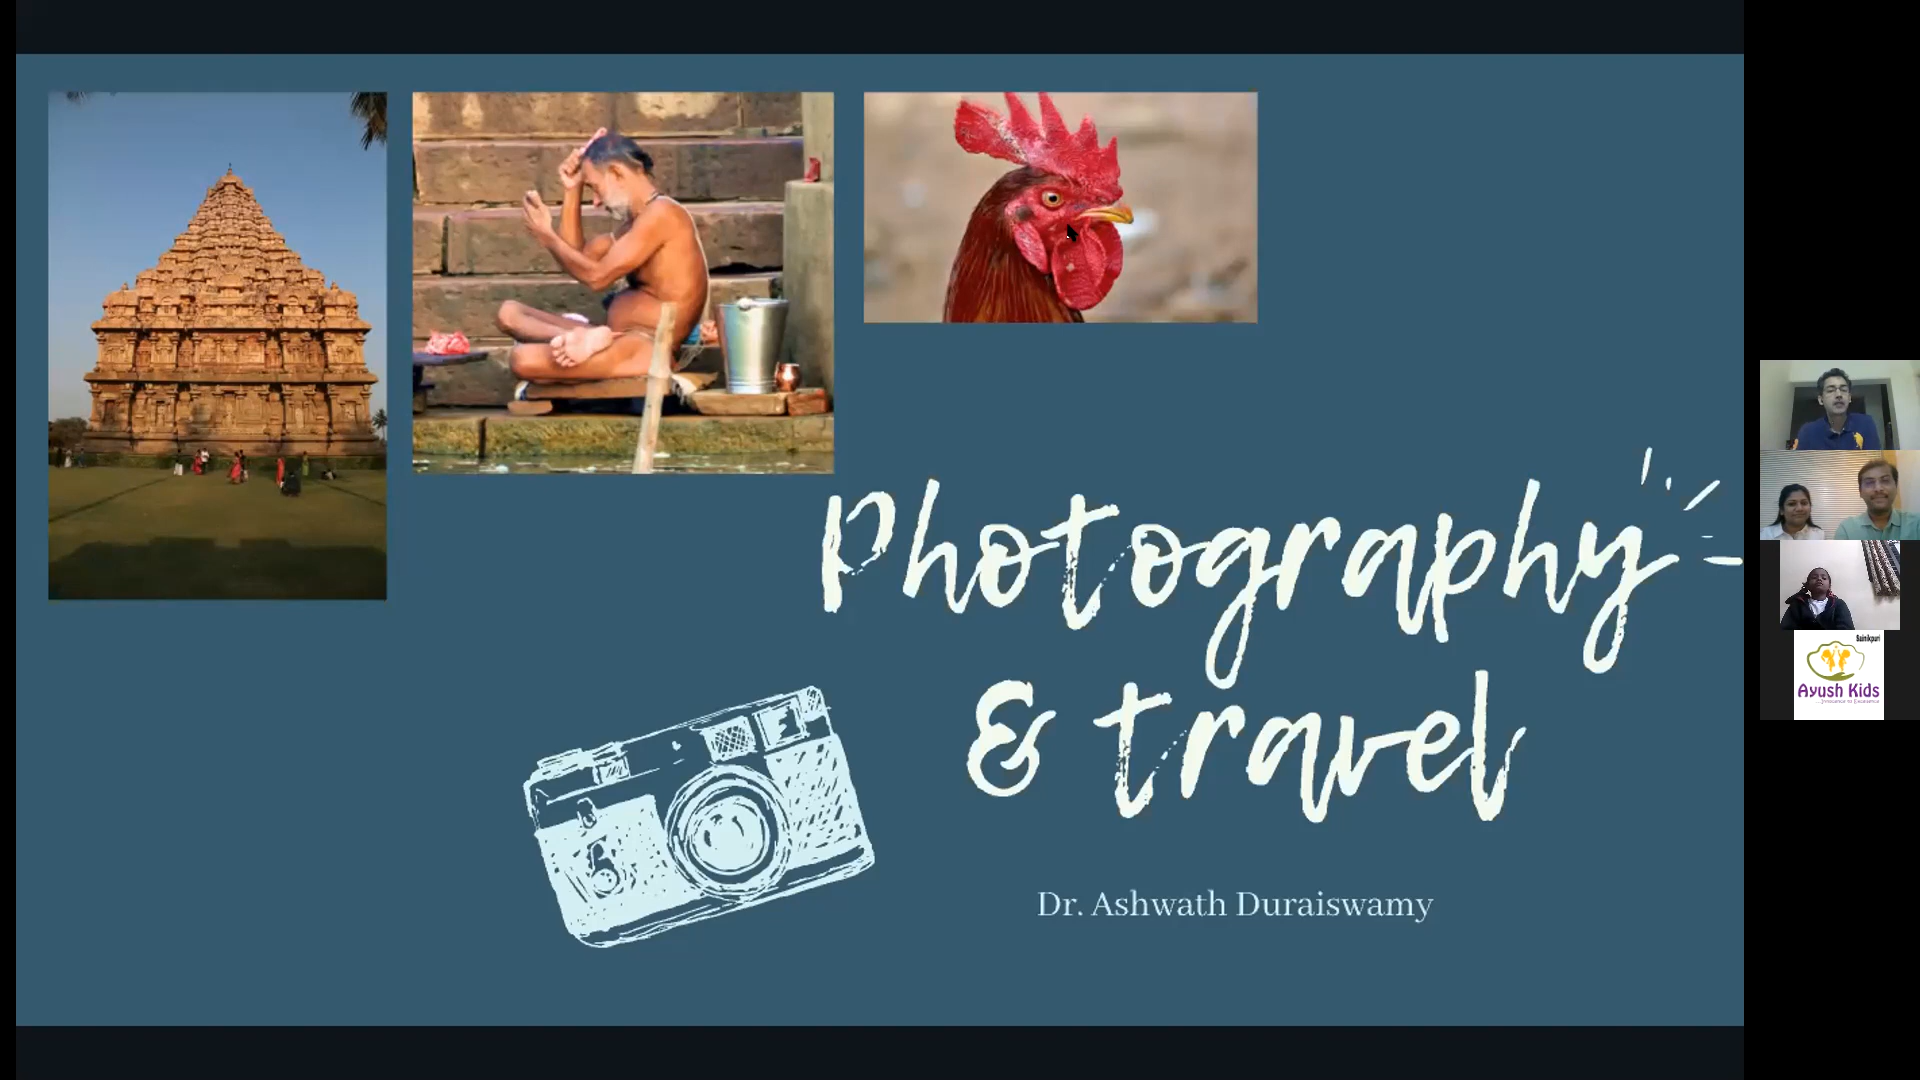 Photography
& travel
Dr. Ashwath Duraiswamy
Sainikpuri
Ayush Kids